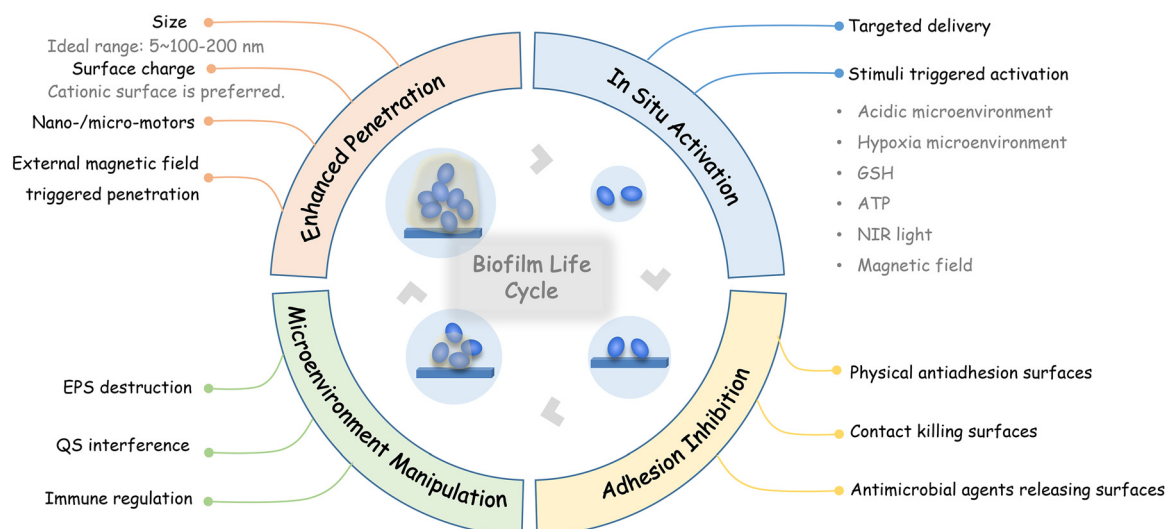 Size
Ideal range: 5~100-200 nm
Surface charge
Cationic surface is preferred.
Nano-/micro-motors
External magnetic field
triggered penetration
Enhanced Penetration
In Situ Activation
Targeted delivery
Stimuli triggered activation
• Acidic microenvironment
• Hypoxia microenvironment
• GSH
• ATP
• NIR light
• Magnetic field
Biofilm Life
Cycle
Microenvironment Manipulation
EPS destruction
QS interference
Immune regulation
Adhesion Inhibition
Physical antiadhesion surfaces
Contact killing surfaces
Antimicrobial agents releasing surfaces